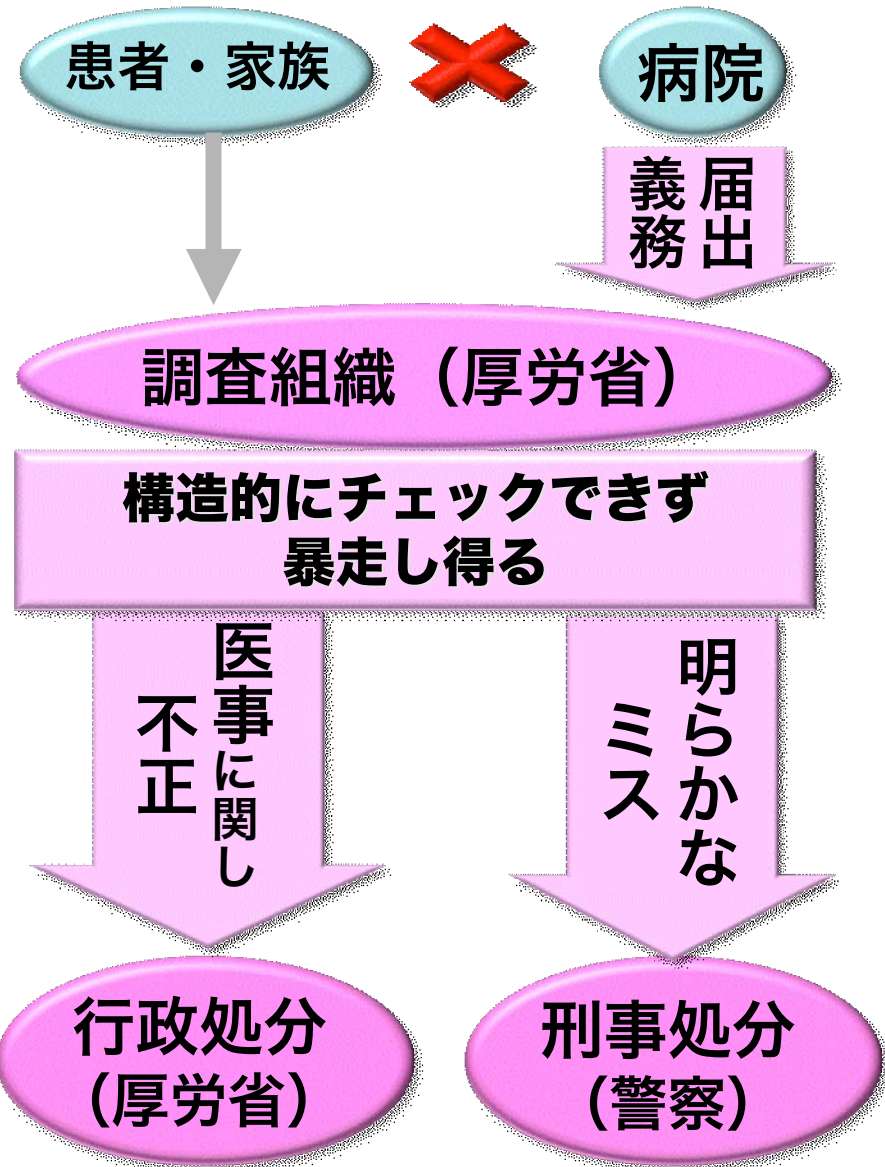 患者・家族
病院
届出
義務
調査組織（厚労省）
構造的にチェックできず
暴走し得る
医事に関し
不正
明らかな
ミス
行政処分
（厚労省）
刑事処分
（警察）